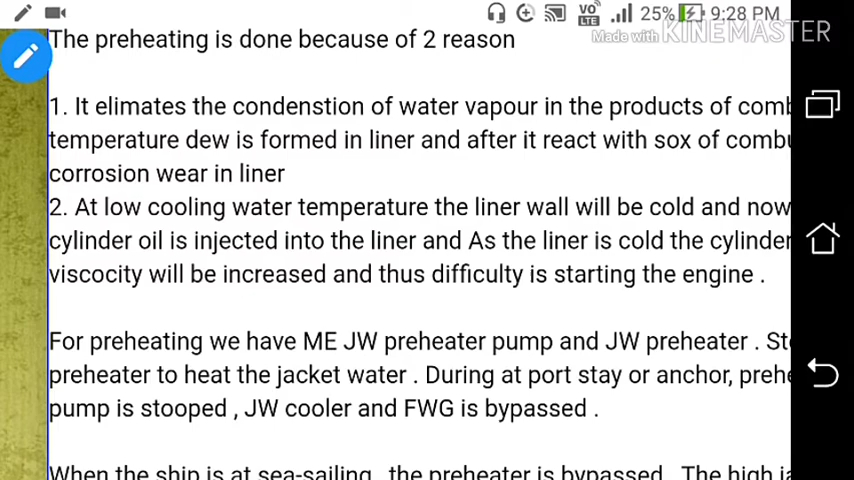 25% 9:28 PM
VO LTE
Made with KINEMASTER
The preheating is done because of 2 reason
1. It elimates the condenstion of water vapour in the products of comb
temperature dew is formed in liner and after it react with sox of combu
corrosion wear in liner
2. At low cooling water temperature the liner wall will be cold and now
cylinder oil is injected into the liner and As the liner is cold the cylinder
viscocity will be increased and thus difficulty is starting the engine .
For preheating we have ME JW preheater pump and JW preheater . Ste
preheater to heat the jacket water . During at port stay or anchor, prehe
pump is stooped , JW cooler and FWG is bypassed .
When the ship is at sea-sailing , the preheater is bypassed . The high ja